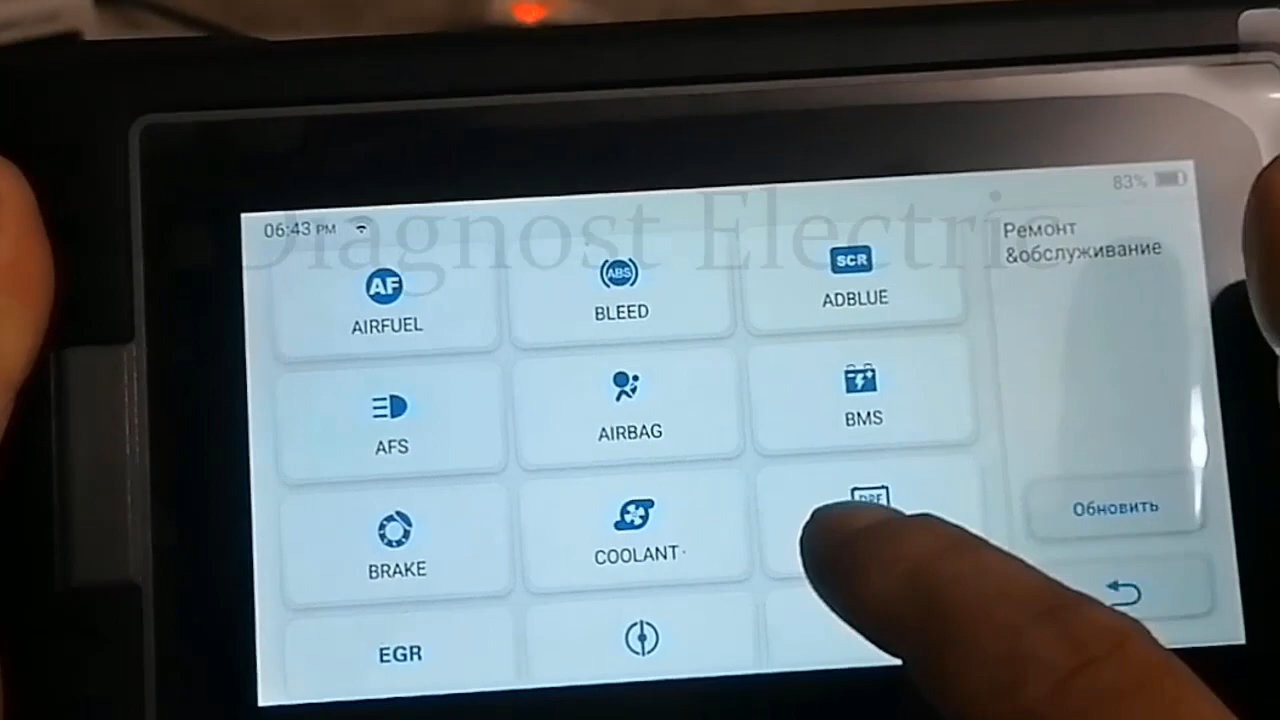 Diagnost Electric
06:43 PM
83%
Ремонт
&обслуживание
AF
AIRFUEL
ABS
BLEED
SCR
ADBLUE
AFS
AIRBAG
BMS
BRAKE
COOLANT
DPF
EGR
Обновить